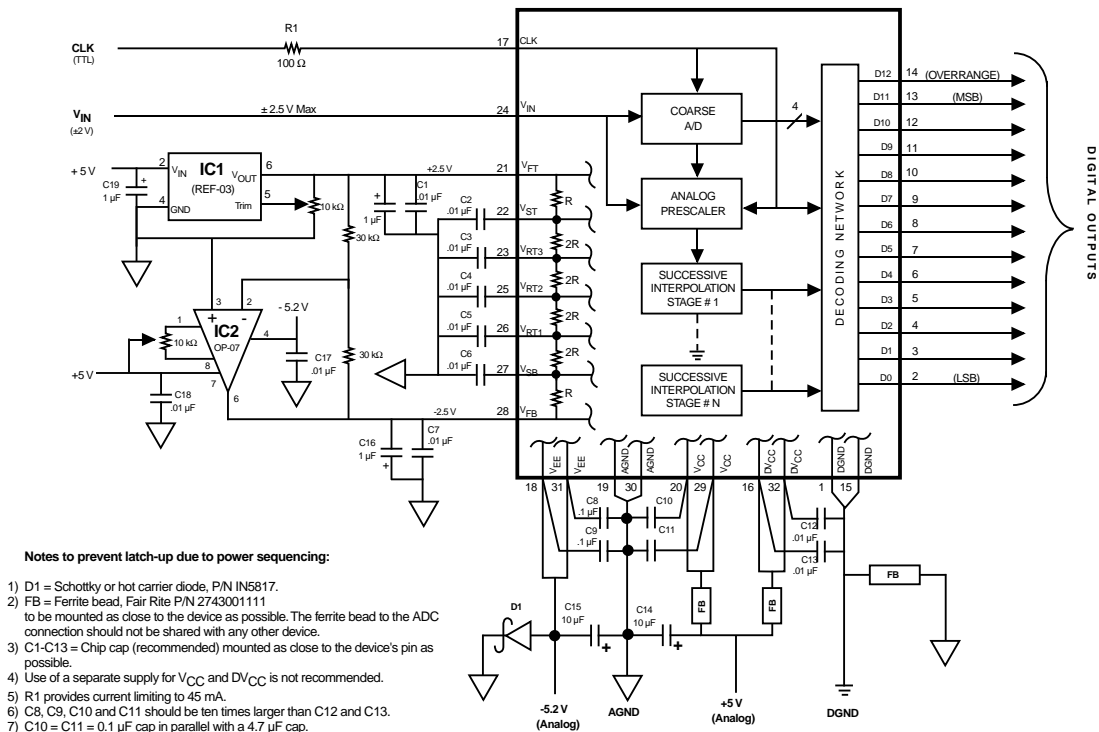 CLK
(TTL)
R1
100 Ω
17
CLK
VIN
(±2 V)
± 2.5 V Max
24
VIN
COARSE
A/D
4
ANALOG
PRESCALER
SUCCESSIVE
INTERPOLATION
STAGE # 1
SUCCESSIVE
INTERPOLATION
STAGE # N
DECODING NETWORK
D12 14 (OVERRANGE)
D11 13 (MSB)
D10 12
D9 11
D8 10
D7 9
D6 8
D5 7
D4 6
D3 5
D2 4
D1 3
D0 2 (LSB)
DIGITAL OUTPUTS
+ 5 V
C19
1 µF
+
2
VIN
IC1
(REF-03)
VOUT
6
5
Trim
4
GND
10 kΩ
30 kΩ
+2.5 V
+
1 µF
C1
.01 µF
21
VFT
R
C2
.01 µF
22
VST
2R
C3
.01 µF
23
VRT3
2R
C4
.01 µF
25
VRT2
2R
C5
.01 µF
26
VRT1
2R
C6
.01 µF
27
VSB
R
3
2
+
-
IC2
OP-07
1
10 kΩ
8
7
6
4
- 5.2 V
C17
.01 µF
30 kΩ
+5 V
C18
.01 µF
-2.5 V
28
VFB
C16
1 µF
+
C7
.01 µF
VEE
VEE
AGND
AGND
VCC
VCC
DVCC
DVCC
DGND
DGND
18
31
19
30
20
29
16
32
1
15
C8
.1 µF
C9
.1 µF
C10
C11
C12
.01 µF
C13
.01 µF
FB
FB
FB
D1
C15
10 µF
+
C14
10 µF
+
-5.2 V
(Analog)
AGND
+5 V
(Analog)
DGND
Notes to prevent latch-up due to power sequencing:
1) D1 = Schottky or hot carrier diode, P/N IN5817.
2) FB = Ferrite bead, Fair Rite P/N 2743001111
to be mounted as close to the device as possible. The ferrite bead to the ADC
connection should not be shared with any other device.
3) C1-C13 = Chip cap (recommended) mounted as close to the device's pin as
possible.
4) Use of a separate supply for VCC and DVCC is not recommended.
5) R1 provides current limiting to 45 mA.
6) C8, C9, C10 and C11 should be ten times larger than C12 and C13.
7) C10 = C11 = 0.1 µF cap in parallel with a 4.7 µF cap.